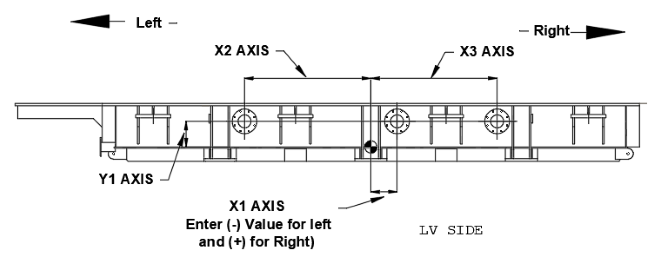 Left
Right
X2 AXIS
X3 AXIS
Y1 AXIS
X1 AXIS
Enter (-) Value for left
and (+) for Right)
LV SIDE